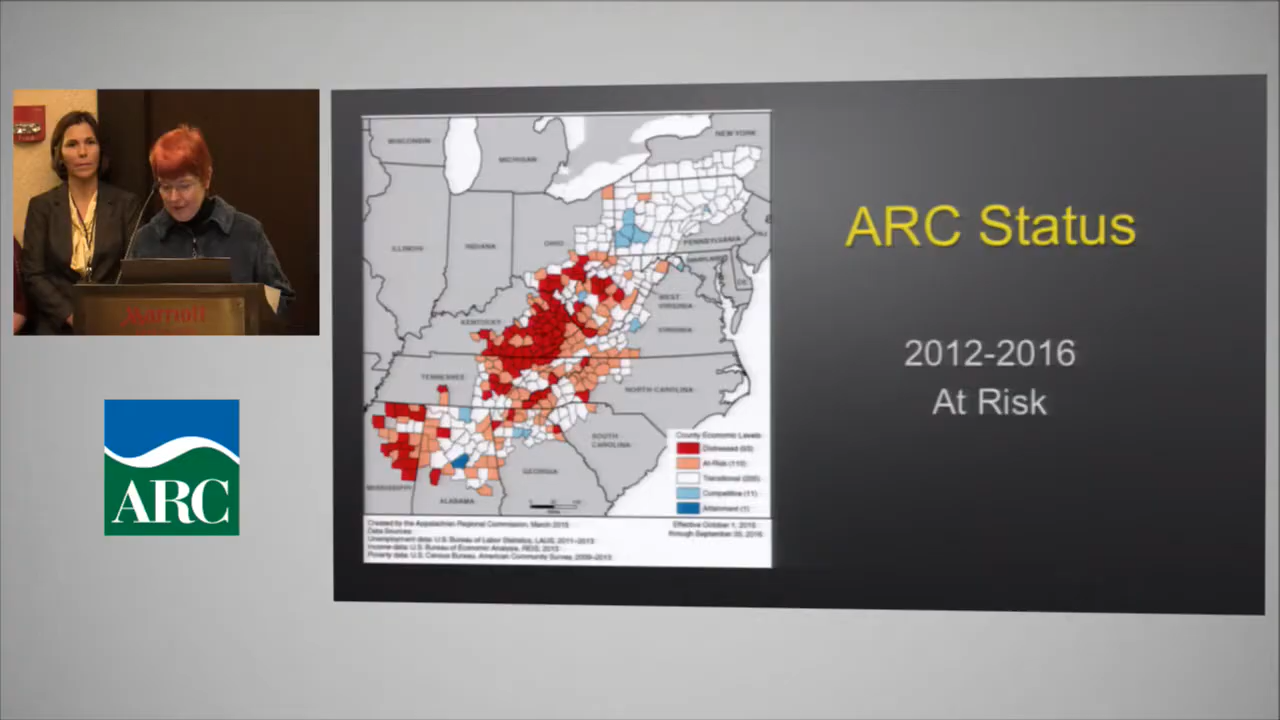 WISCONSIN
MICHIGAN
NEW YORK
ILLINOIS
INDIANA
OHIO
PENNSYLVANIA
NJ
MARYLAND
DE
WEST
VIRGINIA
KENTUCKY
VIRGINIA
TENNESSEE
NORTH CAROLINA
SOUTH
CAROLINA
MISSISSIPPI
ALABAMA
GEORGIA
County Economic Levels
Distressed (93)
At-Risk (110)
Transitional (205)
Competitive (11)
Attainment (1)
Created by the Appalachian Regional Commission, March 2015
Data Sources:
Unemployment data: U.S. Bureau of Labor Statistics, LAUS, 2011–2013
Income data: U.S. Bureau of Economic Analysis, REIS, 2013
Poverty data: U.S. Census Bureau, American Community Survey, 2009–2013
Effective October 1, 2015
through September 30, 2016
ARC Status
2012-2016
At Risk
Marriott
ARC